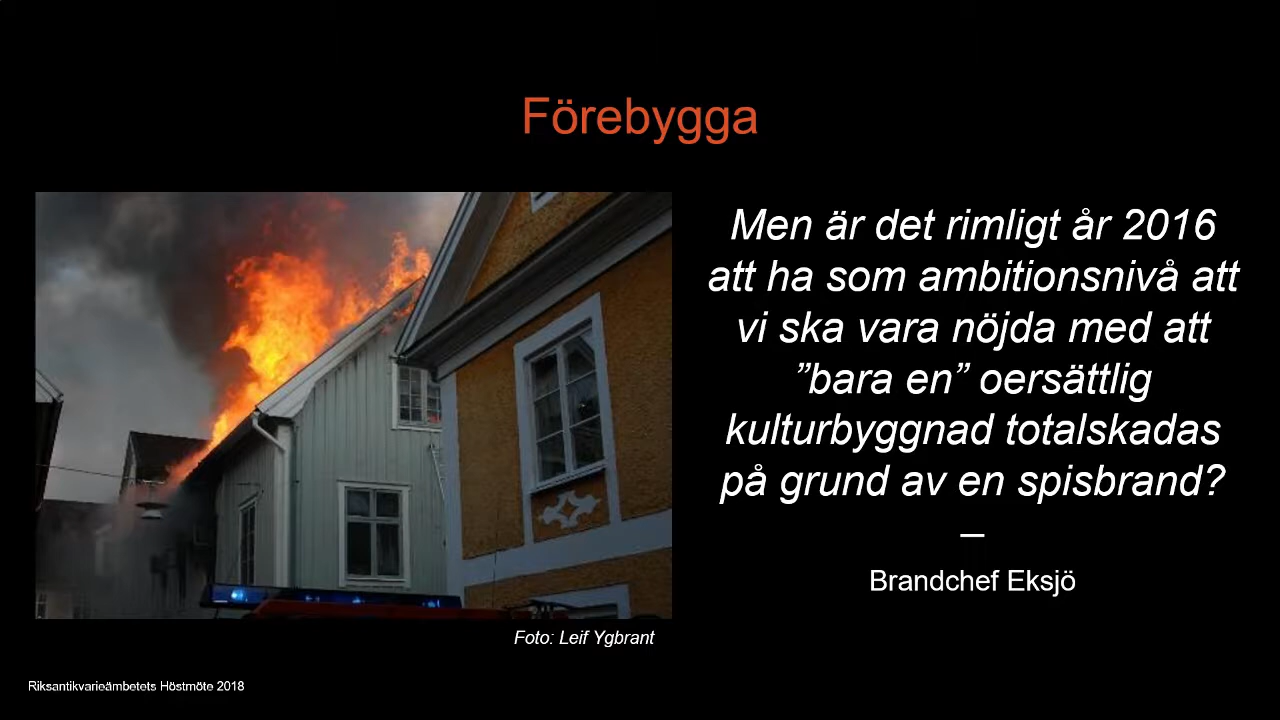 Förebygga
Men är det rimligt år 2016
att ha som ambitionsnivå att
vi ska vara nöjda med att
”bara en” oersättlig
kulturbyggnad totalskadas
på grund av en spisbrand?
—
Brandchef Eksjö
Foto: Leif Ygbrant
Riksantikvarieämbetets Höstmöte 2018